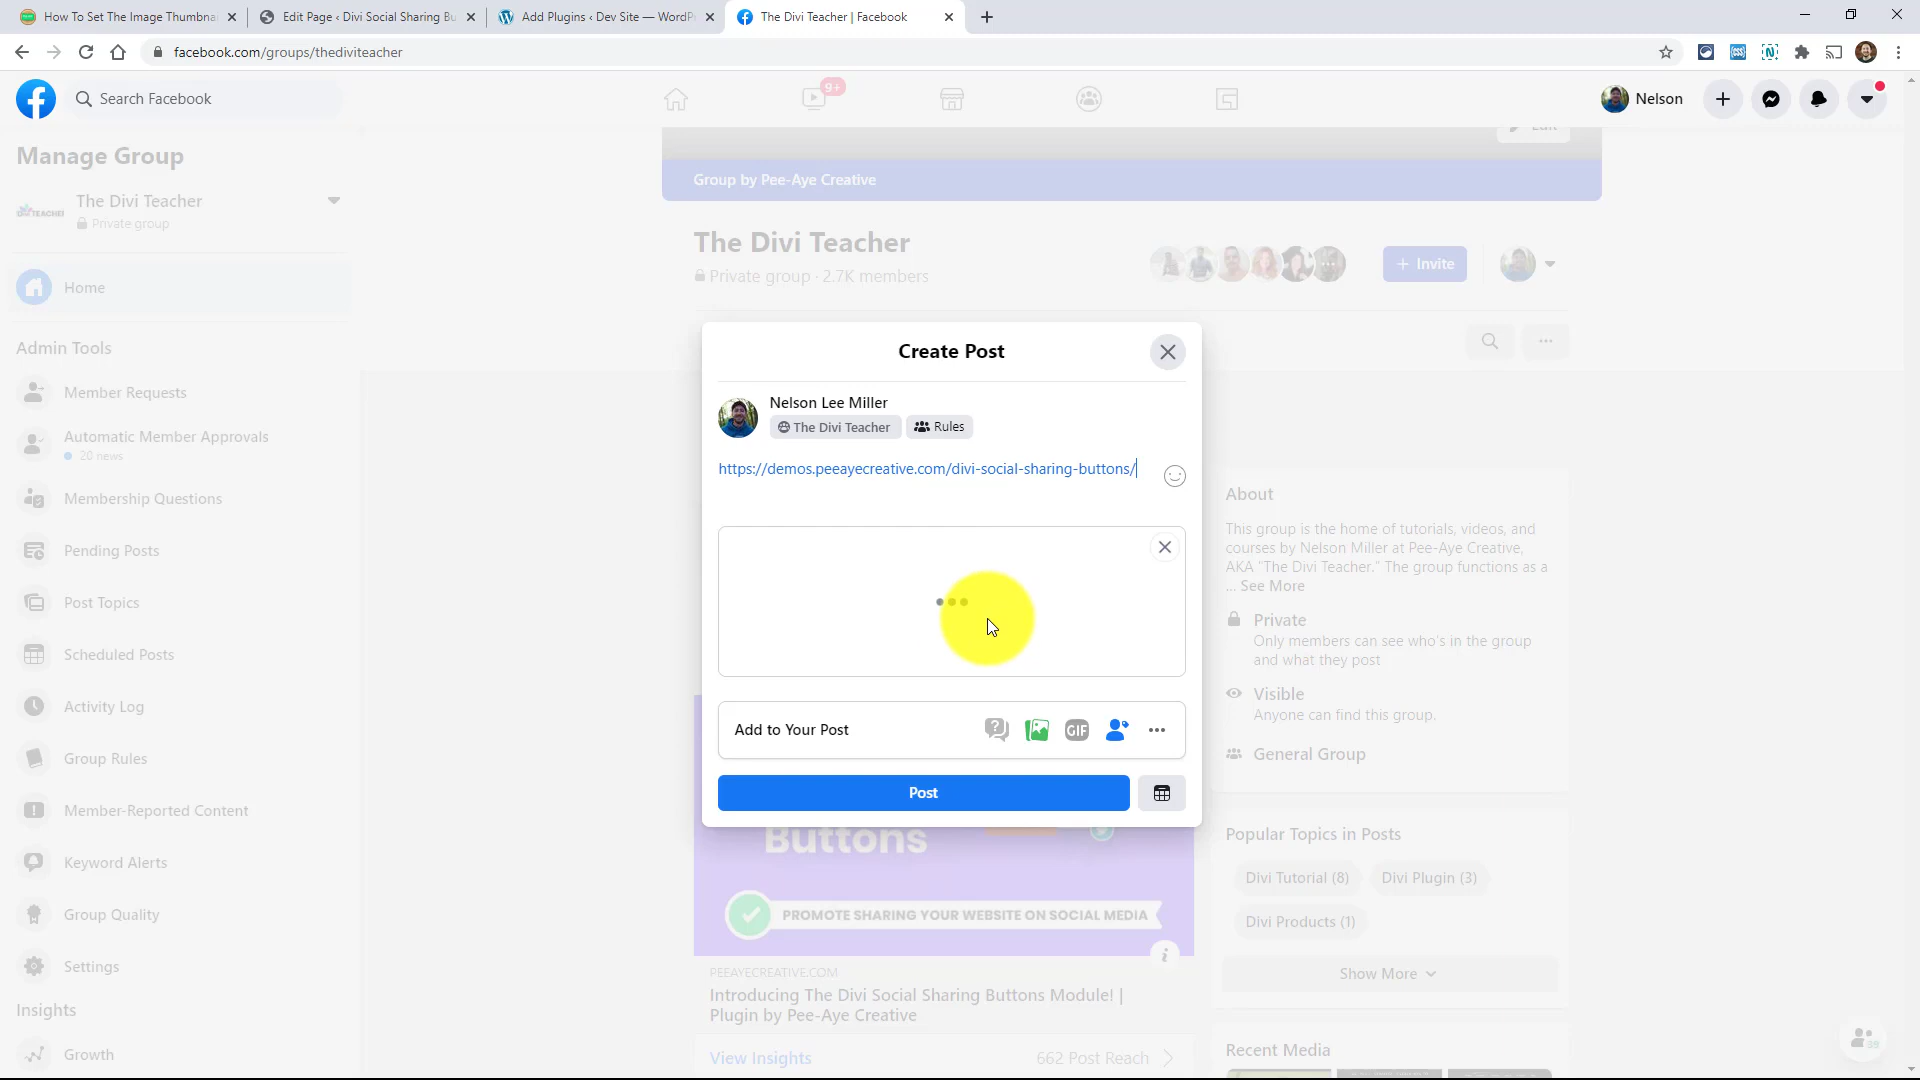 How To Set The Image Thumbna
Edit Page ‹ Divi Social Sharing Bu
Add Plugins ‹ Dev Site — WordPr
The Divi Teacher | Facebook
facebook.com/groups/thediviteacher
Search Facebook
9+
Nelson
Manage Group
The Divi Teacher
Private group
Home
Admin Tools
Member Requests
Automatic Member Approvals
20 news
Membership Questions
Pending Posts
Post Topics
Scheduled Posts
Activity Log
Group Rules
Member-Reported Content
Keyword Alerts
Group Quality
Settings
Insights
Growth
Edit
Group by Pee-Aye Creative
The Divi Teacher
Private group · 2.7K members
+ Invite
Create Post
Nelson Lee Miller
The Divi Teacher
Rules
https://demos.peeayecreative.com/divi-social-sharing-buttons/
Add to Your Post
GIF
Post
Buttons
PROMOTE SHARING YOUR WEBSITE ON SOCIAL MEDIA
PEEAYECREATIVE.COM
Introducing The Divi Social Sharing Buttons Module! |
Plugin by Pee-Aye Creative
View Insights
662 Post Reach
About
This group is the home of tutorials, videos, and
courses by Nelson Miller at Pee-Aye Creative,
AKA "The Divi Teacher." The group functions as a
... See More
Private
Only members can see who's in the group
and what they post
Visible
Anyone can find this group.
General Group
Popular Topics in Posts
Divi Tutorial (8)
Divi Plugin (3)
Divi Products (1)
Show More
Recent Media